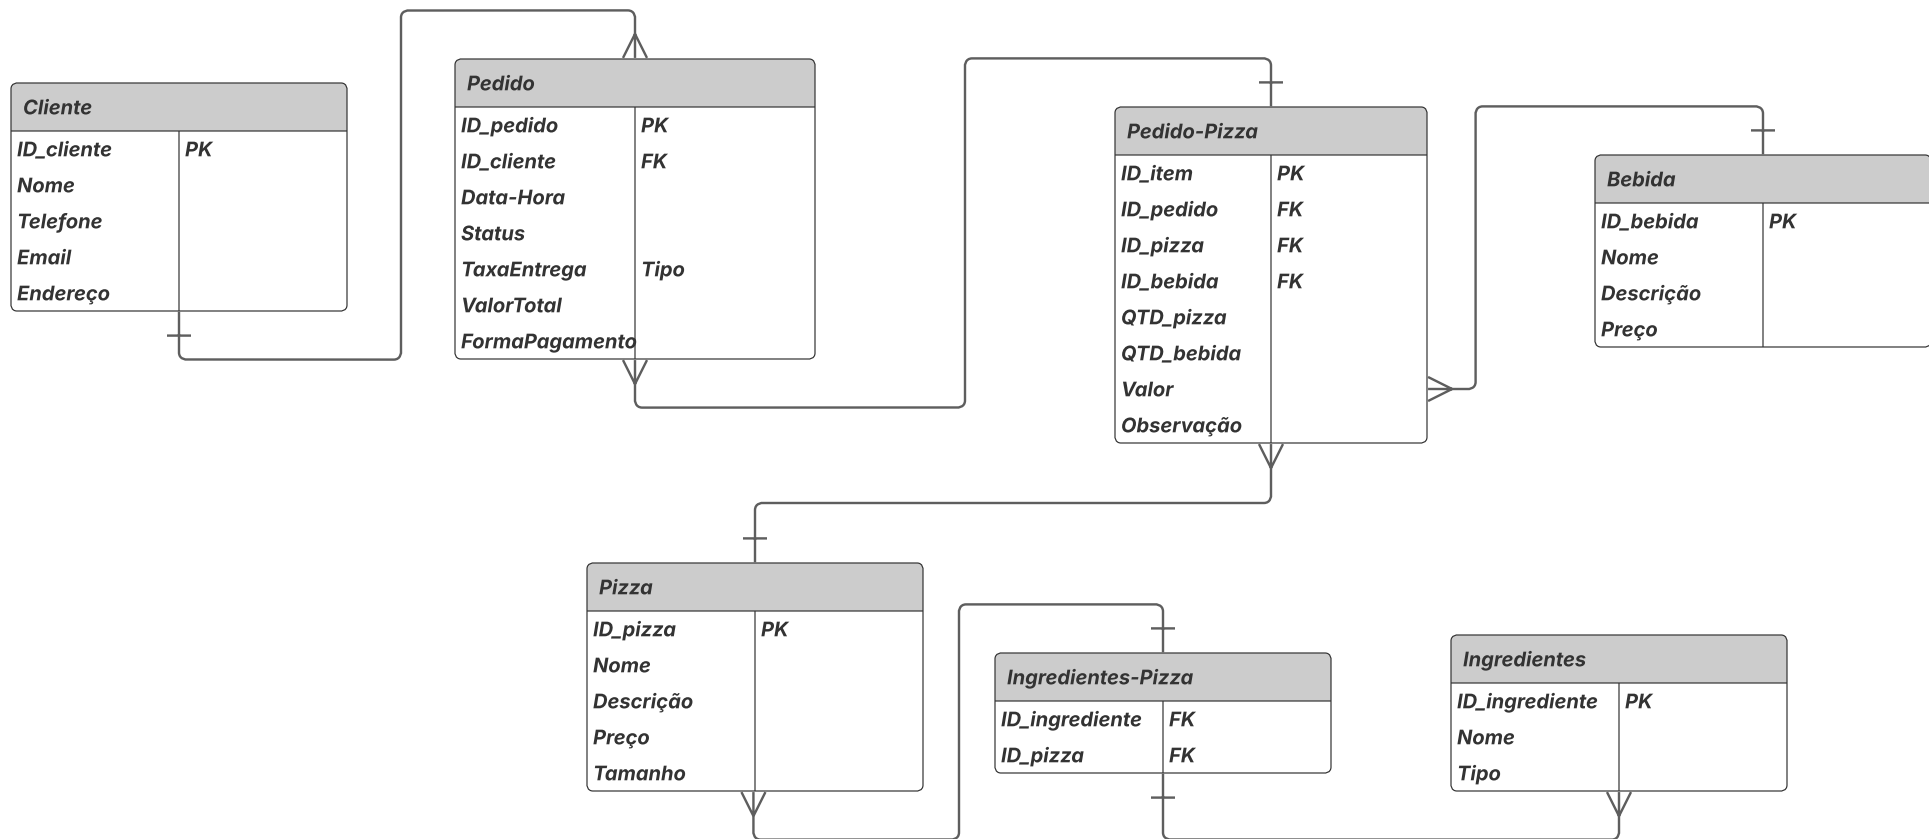 Cliente
ID_cliente PK
Nome
Telefone
Email
Endereço
Pedido
ID_pedido PK
ID_cliente FK
Data-Hora
Status
TaxaEntrega Tipo
ValorTotal
FormaPagamento
Pedido-Pizza
ID_item PK
ID_pedido FK
ID_pizza FK
ID_bebida FK
QTD_pizza
QTD_bebida
Valor
Observação
Bebida
ID_bebida PK
Nome
Descrição
Preço
Pizza
ID_pizza PK
Nome
Descrição
Preço
Tamanho
Ingredientes-Pizza
ID_ingrediente FK
ID_pizza FK
Ingredientes
ID_ingrediente PK
Nome
Tipo